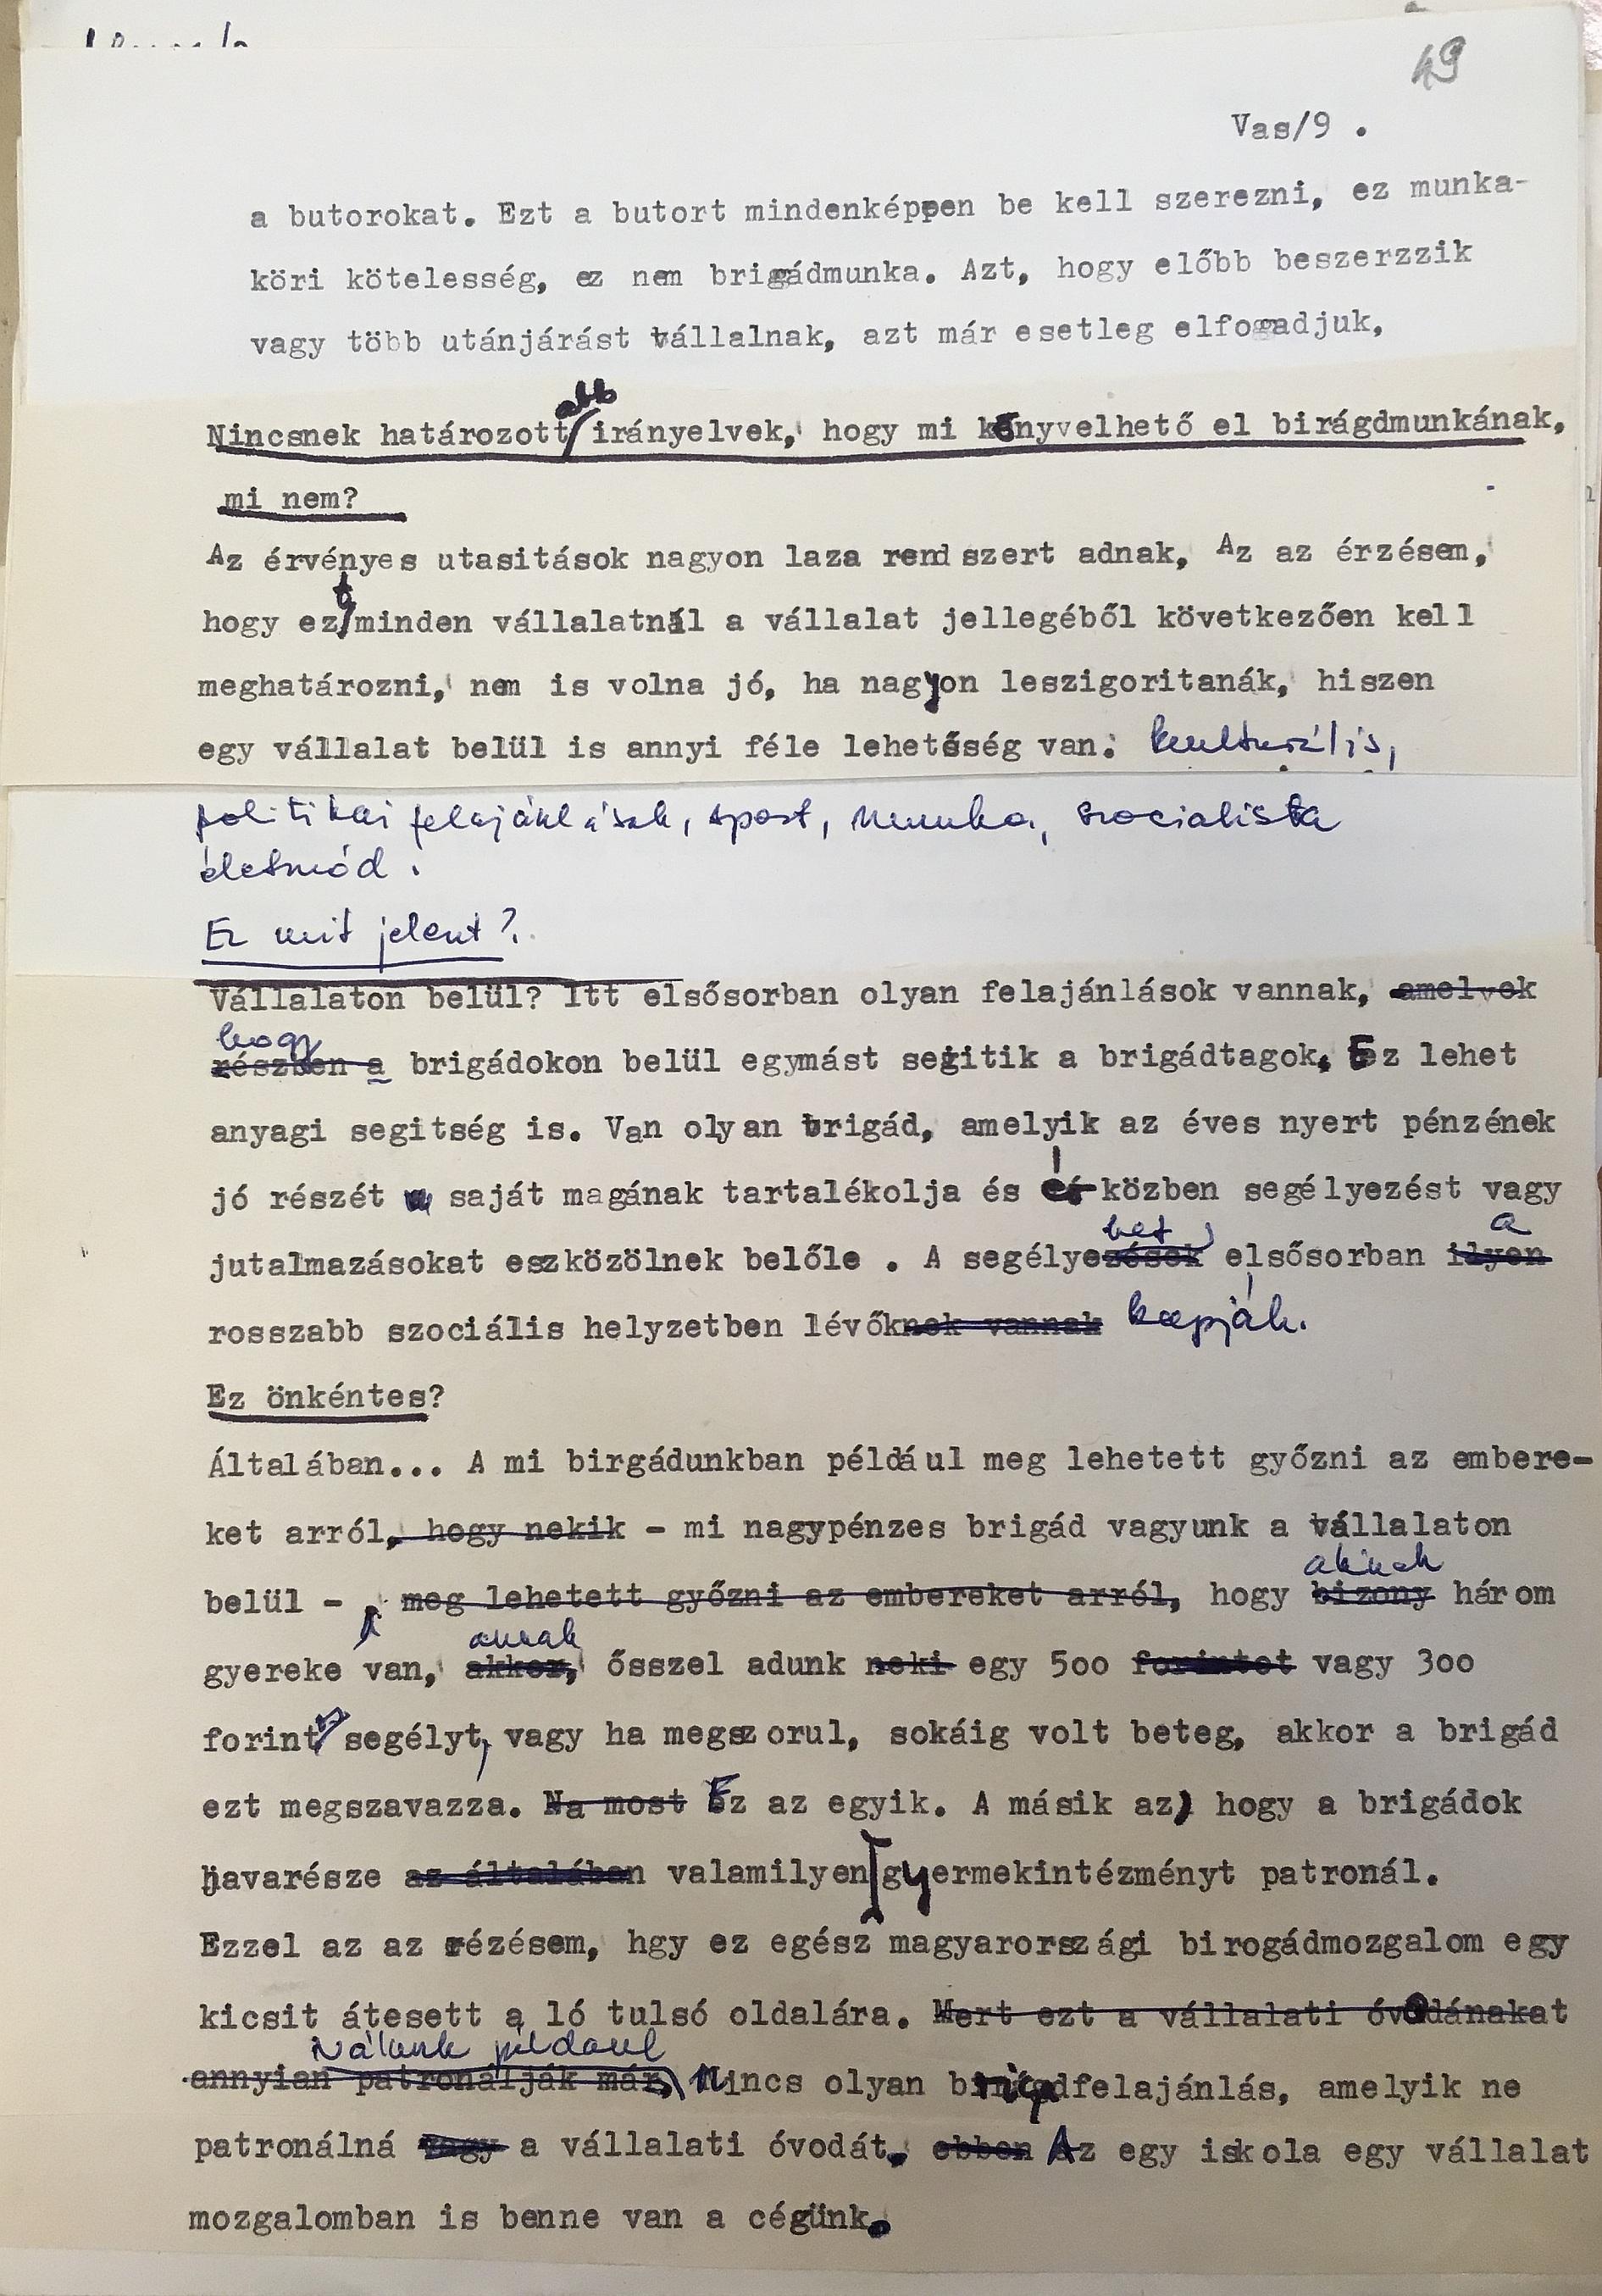 49
Vas/9 .
a butorokat. Ezt a butort mindenképpen be kell szerezni, ez munka-
köri kötelesség, ez nem brigádmunka. Azt, hogy előbb beszerzzik
vagy több utánjárást vállalnak, azt már esetleg elfogadjuk,
abb
Nincsnek határozott irányelvek, hogy mi könyvelhető el birágdmunkának,
mi nem?
Az érvényes utasitások nagyon laza rend szert adnak, Az az érzésem,
t
hogy ez minden vállalatnál a vállalat jellegéből következően kell
meghatározni, nem is volna jó, ha nagyon leszigoritanák, hiszen
egy vállalat belül is annyi féle lehetőség van: kulturális,
politikai felajánlások, sport, munka, szocialista
életmód.
Ez mit jelent?
Vállalaton belül? Itt elsősorban olyan felajánlások vannak, amelyek
hogy
részben a brigádokon belül egymást segitik a brigádtagok. Ez lehet
anyagi segitség is. Van olyan brigád, amelyik az éves nyert pénzének
jó részét saját magának tartalékolja és közben segélyezést vagy
ket a
jutalmazásokat eszközölnek belőle . A segélyezések elsősorban ilyen
rosszabb szociális helyzetben lévőknek vannak kapják.
Ez önkéntes?
Általában... A mi birgádunkban például meg lehetett győzni az embere-
ket arról, hogy nekik - mi nagypénzes brigád vagyunk a vállalaton
akinek
belül - , meg lehetett győzni az embereket arról, hogy bizony három
annak
gyereke van, akkor, ősszel adunk neki egy 500 forintot vagy 300
forint segélyt, vagy ha megsz orul, sokáig volt beteg, akkor a brigád
ezt megszavazza. Na most Ez az egyik. A másik az, hogy a brigádok
javarésze az általában valamilyen gyermekintézményt patronál.
Ezzel az az rézésem, hgy ez egész magyarországi birogádmozgalom egy
kicsit átesett a ló tulsó oldalára. Mert ezt a vállalati óvodánakat
Nálunk például
annyian patronálják már, Nincs olyan brigádfelajánlás, amelyik ne
patronálná vagy a vállalati óvodát. ebben Az egy iskola egy vállalat
mozgalomban is benne van a cégünk.